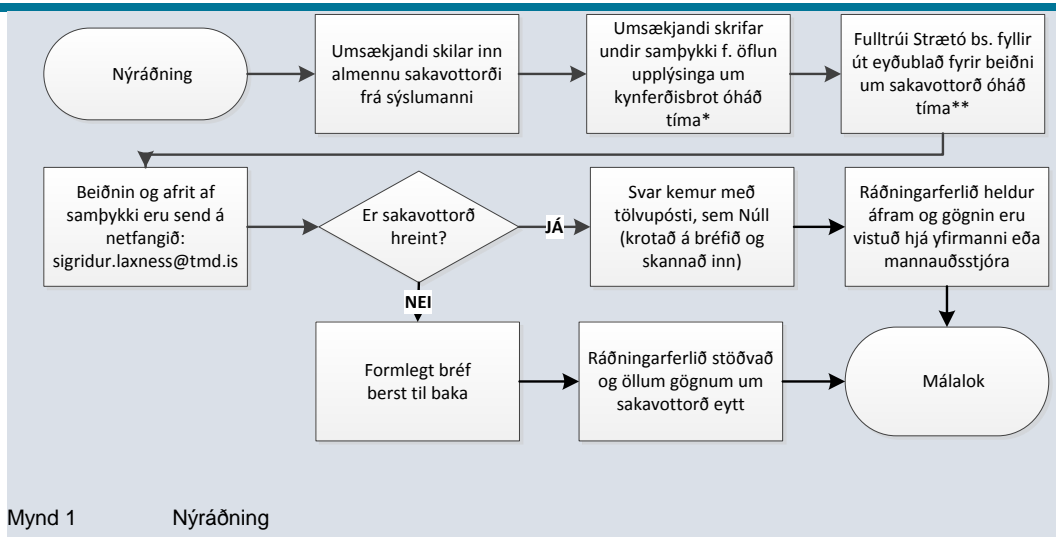 Nýráðning
Umsækjandi skilar inn
almennu sakavottorði
frá sýslumanni
Umsækjandi skrifar
undir samþykki f. öflun
upplýsinga um
kynferðisbrot óháð
tíma*
Fulltrúi Strætó bs. fyllir
út eyðublað fyrir beiðni
um sakavottorð óháð
tíma**
Beiðnin og afrit af
samþykki eru send á
netfangið:
sigridur.laxness@tmd.is
Er sakavottorð
hreint?
JÁ
Svar kemur með
tölvupósti, sem Núll
(krotað á bréfið og
skannað inn)
Ráðningarferlið heldur
áfram og gögnin eru
vistuð hjá yfirmanni eða
mannauðsstjóra
NEI
Formlegt bréf
berst til baka
Ráðningarferlið stöðvað
og öllum gögnum um
sakavottorð eytt
Málalok
Mynd 1 Nýráðning